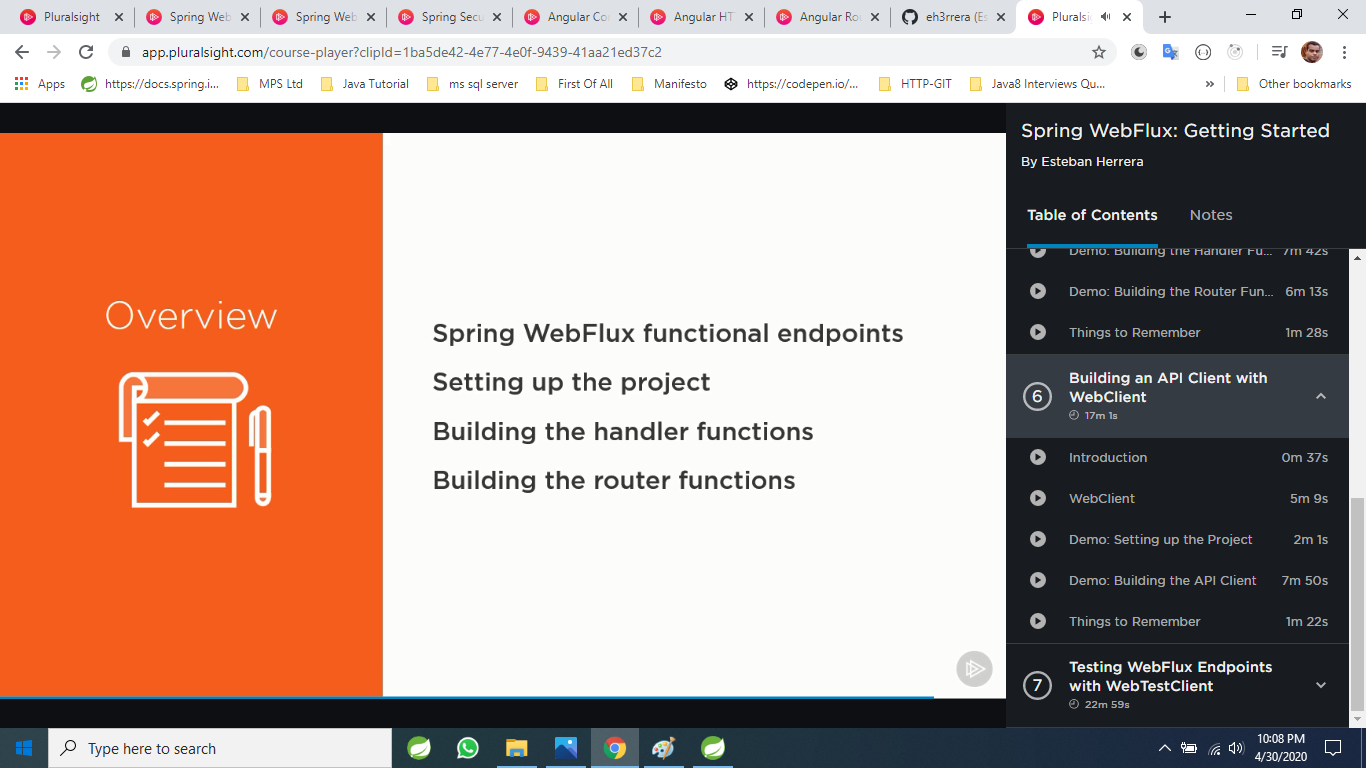 Pluralsight
Spring Web
Spring Web
Spring Secu
Angular Co
Angular HT
Angular Ro
eh3rrera (Es
Pluralsi
app.pluralsight.com/course-player?clipId=1ba5de42-4e77-4e0f-9439-41aa21ed37c2
Apps
https://docs.spring.i...
MPS Ltd
Java Tutorial
ms sql server
First Of All
Manifesto
https://codepen.io/...
HTTP-GIT
Java8 Interviews Qu...
»
Other bookmarks
Overview
Spring WebFlux functional endpoints
Setting up the project
Building the handler functions
Building the router functions
Spring WebFlux: Getting Started
By Esteban Herrera
Table of Contents
Notes
Demo: Building the Handler Fu... 7m 42s
Demo: Building the Router Fun... 6m 13s
Things to Remember 1m 28s
6
Building an API Client with
WebClient
17m 1s
Introduction 0m 37s
WebClient 5m 9s
Demo: Setting up the Project 2m 1s
Demo: Building the API Client 7m 50s
Things to Remember 1m 22s
7
Testing WebFlux Endpoints
with WebTestClient
22m 59s
Type here to search
10:08 PM
4/30/2020